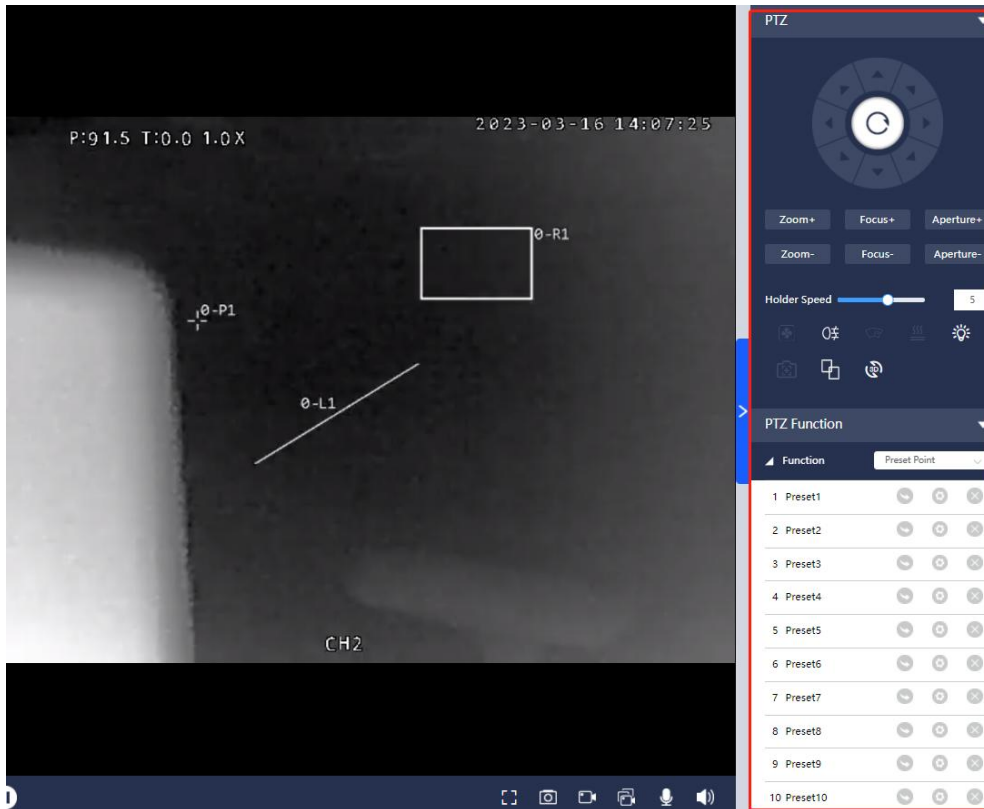 PTZ
P:91.5 T:0.0 1.0X
2023-03-16 14:07:25
0-R1
0-P1
0-L1
CH2
Zoom+ Focus+ Aperture+
Zoom- Focus- Aperture-
Holder Speed 5
3D
PTZ Function
Function Preset Point
1 Preset1
2 Preset2
3 Preset3
4 Preset4
5 Preset5
6 Preset6
7 Preset7
8 Preset8
9 Preset9
10 Preset10